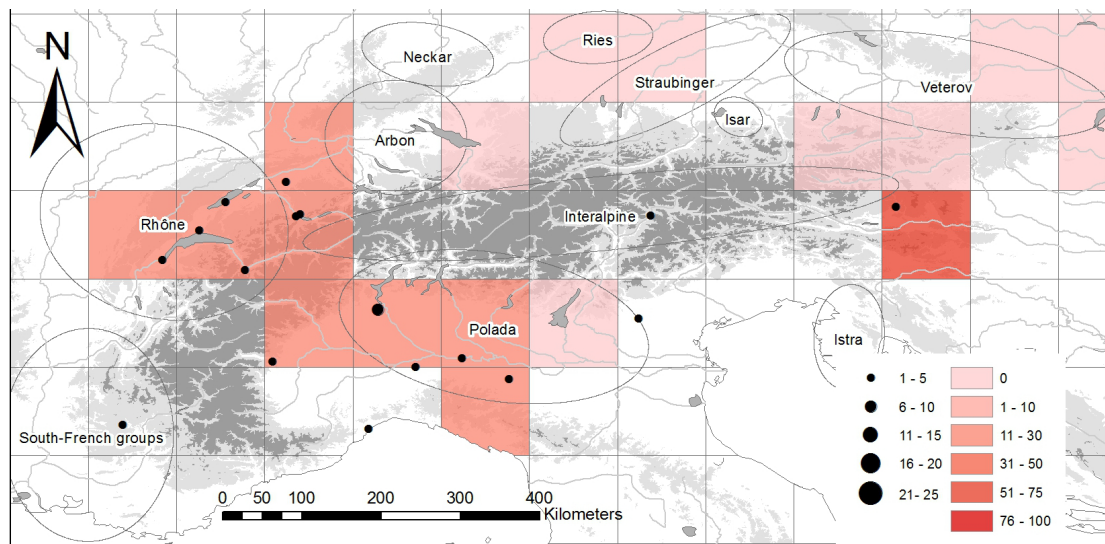 N
Neckar
Ries
Straubinger
Veterov
Isar
Arbon
Rhône
Interalpine
Polada
Istra
South-French groups
0 50 100 200 300 400
Kilometers
1 - 5
6 - 10
11 - 15
16 - 20
21 - 25
0
1 - 10
11 - 30
31 - 50
51 - 75
76 - 100